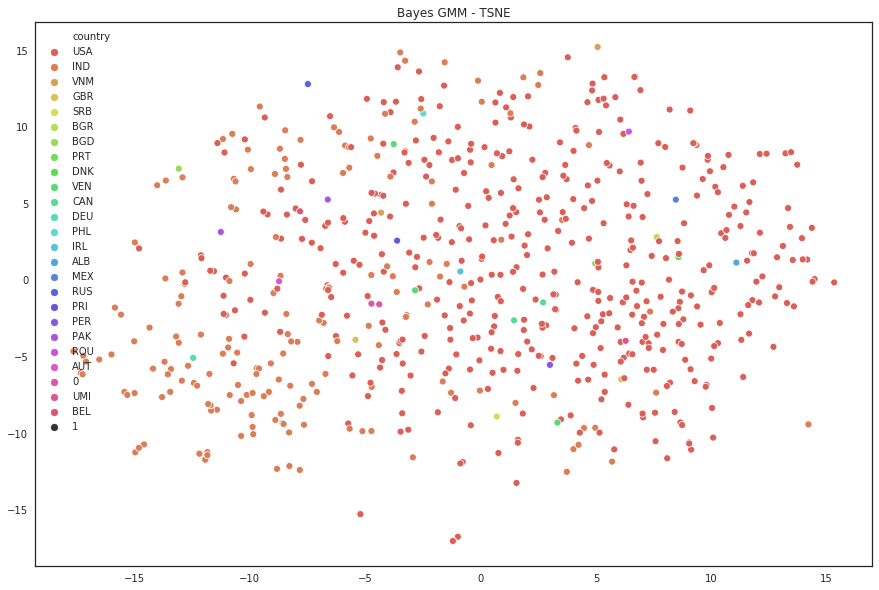 Bayes GMM - TSNE
country
USA
IND
VNM
GBR
SRB
BGR
BGD
PRT
DNK
VEN
CAN
DEU
PHL
IRL
ALB
MEX
RUS
PRI
PER
PAK
ROU
AUT
0
UMI
BEL
1
15
10
5
0
−5
−10
−15
−15
−10
−5
0
5
10
15